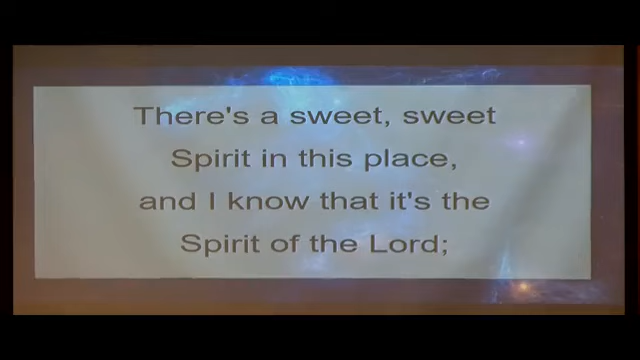 There's a sweet, sweet
Spirit in this place,
and I know that it's the
Spirit of the Lord;